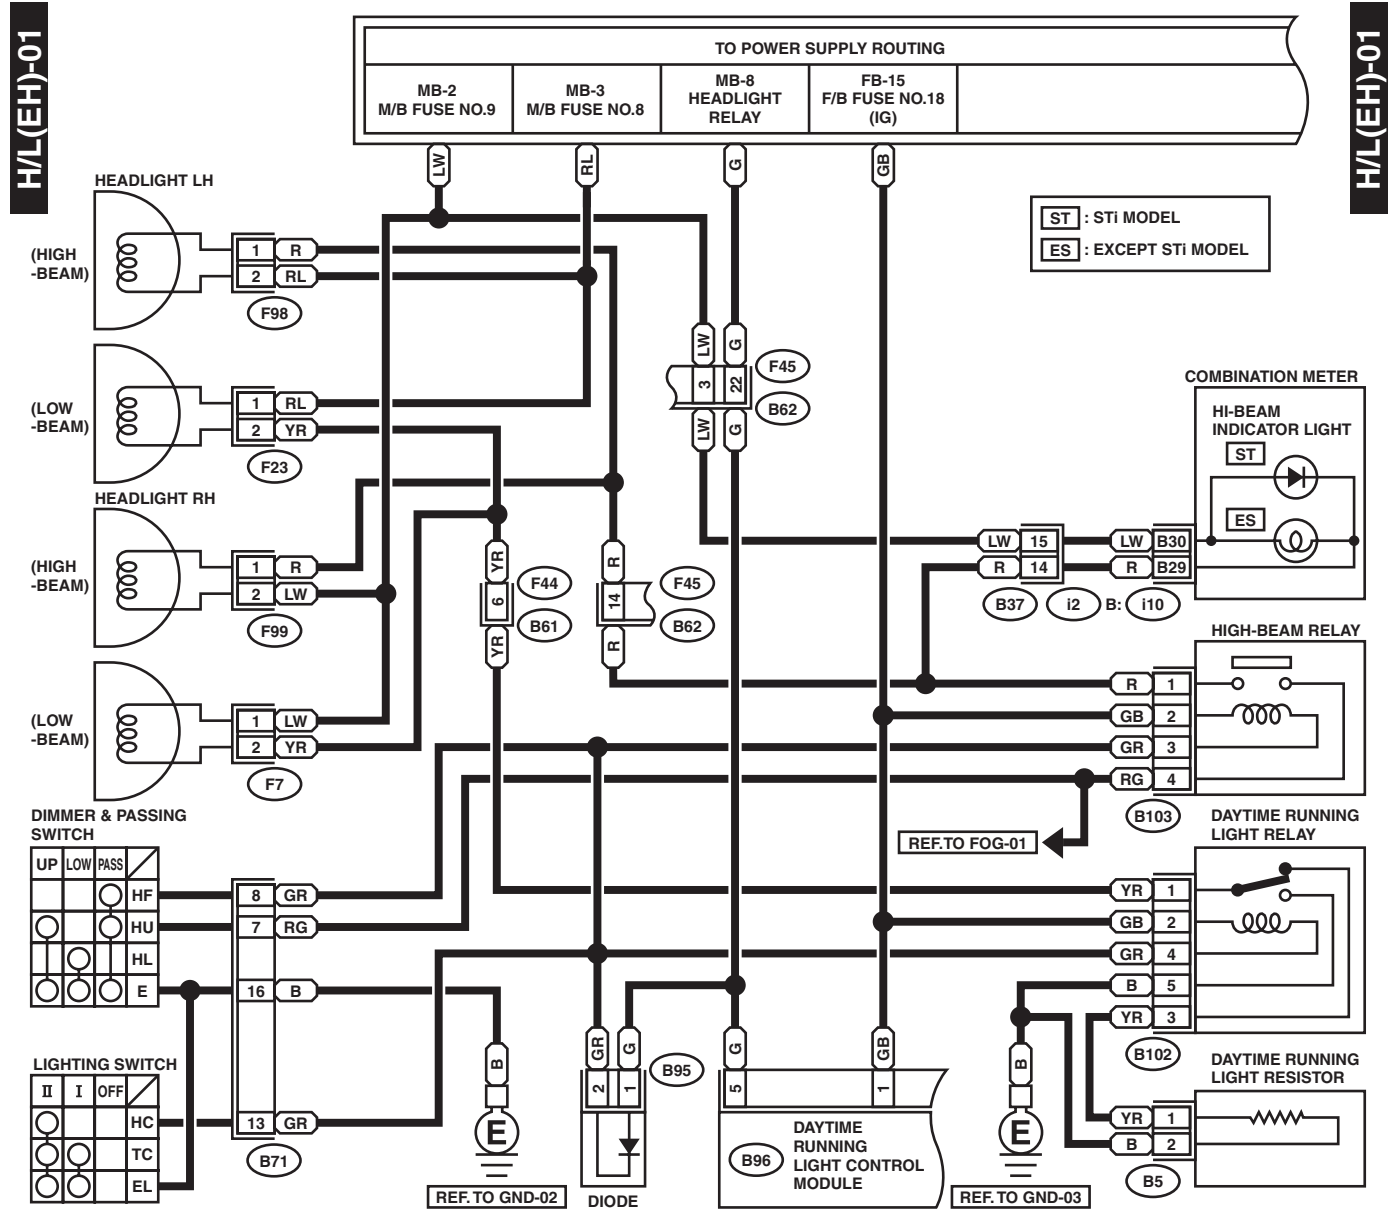 H/L(EH)-01
H/L(EH)-01
TO POWER SUPPLY ROUTING
MB-2
M/B FUSE NO.9
MB-3
M/B FUSE NO.8
MB-8
HEADLIGHT
RELAY
FB-15
F/B FUSE NO.18
(IG)
LW
RL
G
GB
ST : STi MODEL
ES : EXCEPT STi MODEL
HEADLIGHT LH
(HIGH
-BEAM)
1 R
2 RL
F98
(LOW
-BEAM)
1 RL
2 YR
F23
HEADLIGHT RH
(HIGH
-BEAM)
1 R
2 LW
F99
(LOW
-BEAM)
1 LW
2 YR
F7
LW G
3 22
F45
B62
LW G
YR
6
F44
B61
YR
R
14
F45
B62
R
COMBINATION METER
HI-BEAM
INDICATOR LIGHT
ST
ES
LW 15 LW B30
R 14 R B29
B37 i2 B: i10
HIGH-BEAM RELAY
R 1
GB 2
GR 3
RG 4
B103
REF.TO FOG-01
DAYTIME RUNNING
LIGHT RELAY
YR 1
GB 2
GR 4
B 5
YR 3
B102
DAYTIME RUNNING
LIGHT RESISTOR
YR 1
B 2
B5
DIMMER & PASSING
SWITCH
UP LOW PASS
HF
HU
HL
E
8 GR
7 RG
16 B
LIGHTING SWITCH
II I OFF
HC
TC
EL
13 GR
B71
B
E
REF. TO GND-02
GR G
2 1
B95
DIODE
G GB
5 1
B96
DAYTIME
RUNNING
LIGHT CONTROL
MODULE
B
E
REF. TO GND-03